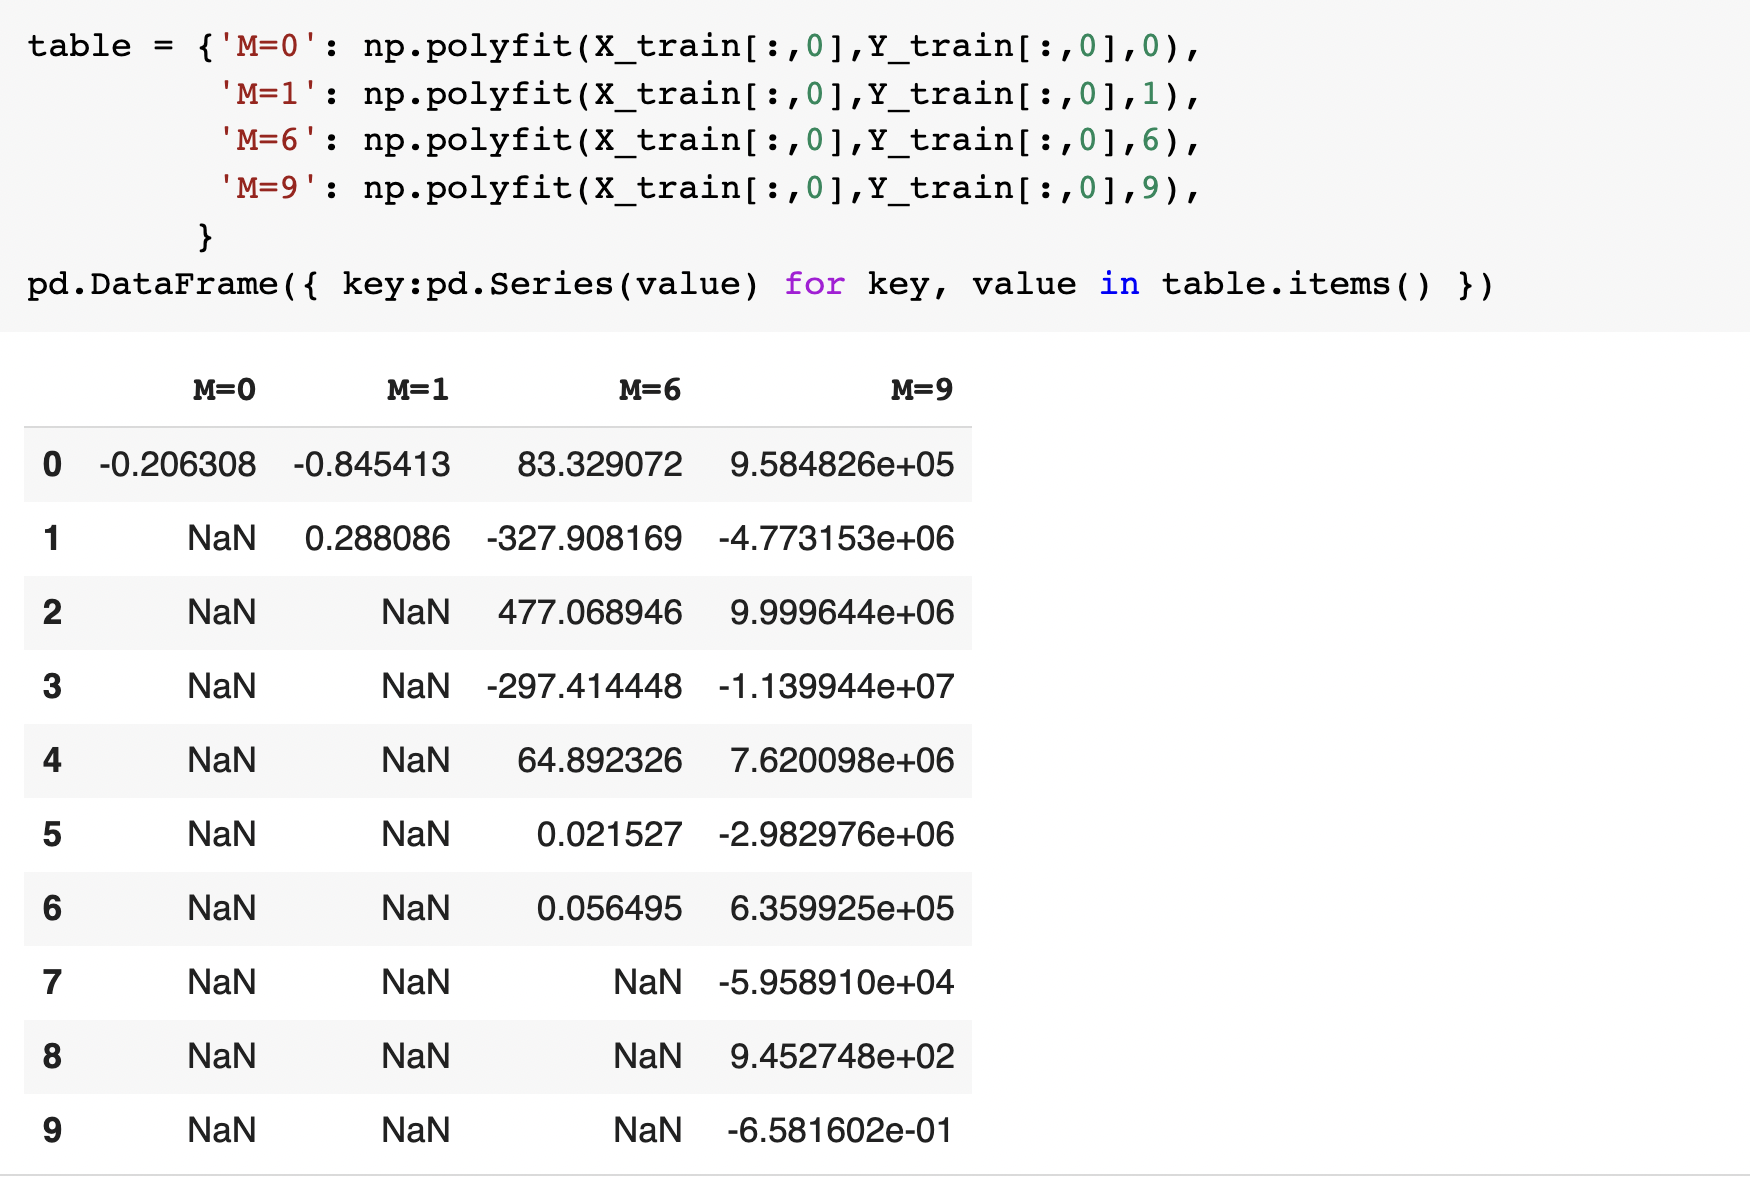 table = {'M=0': np.polyfit(X_train[:,0],Y_train[:,0],0),
'M=1': np.polyfit(X_train[:,0],Y_train[:,0],1),
'M=6': np.polyfit(X_train[:,0],Y_train[:,0],6),
'M=9': np.polyfit(X_train[:,0],Y_train[:,0],9),
}
pd.DataFrame({ key:pd.Series(value) for key, value in table.items() })
M=0 M=1 M=6 M=9
0 -0.206308 -0.845413 83.329072 9.584826e+05
1 NaN 0.288086 -327.908169 -4.773153e+06
2 NaN NaN 477.068946 9.999644e+06
3 NaN NaN -297.414448 -1.139944e+07
4 NaN NaN 64.892326 7.620098e+06
5 NaN NaN 0.021527 -2.982976e+06
6 NaN NaN 0.056495 6.359925e+05
7 NaN NaN NaN -5.958910e+04
8 NaN NaN NaN 9.452748e+02
9 NaN NaN NaN -6.581602e-01